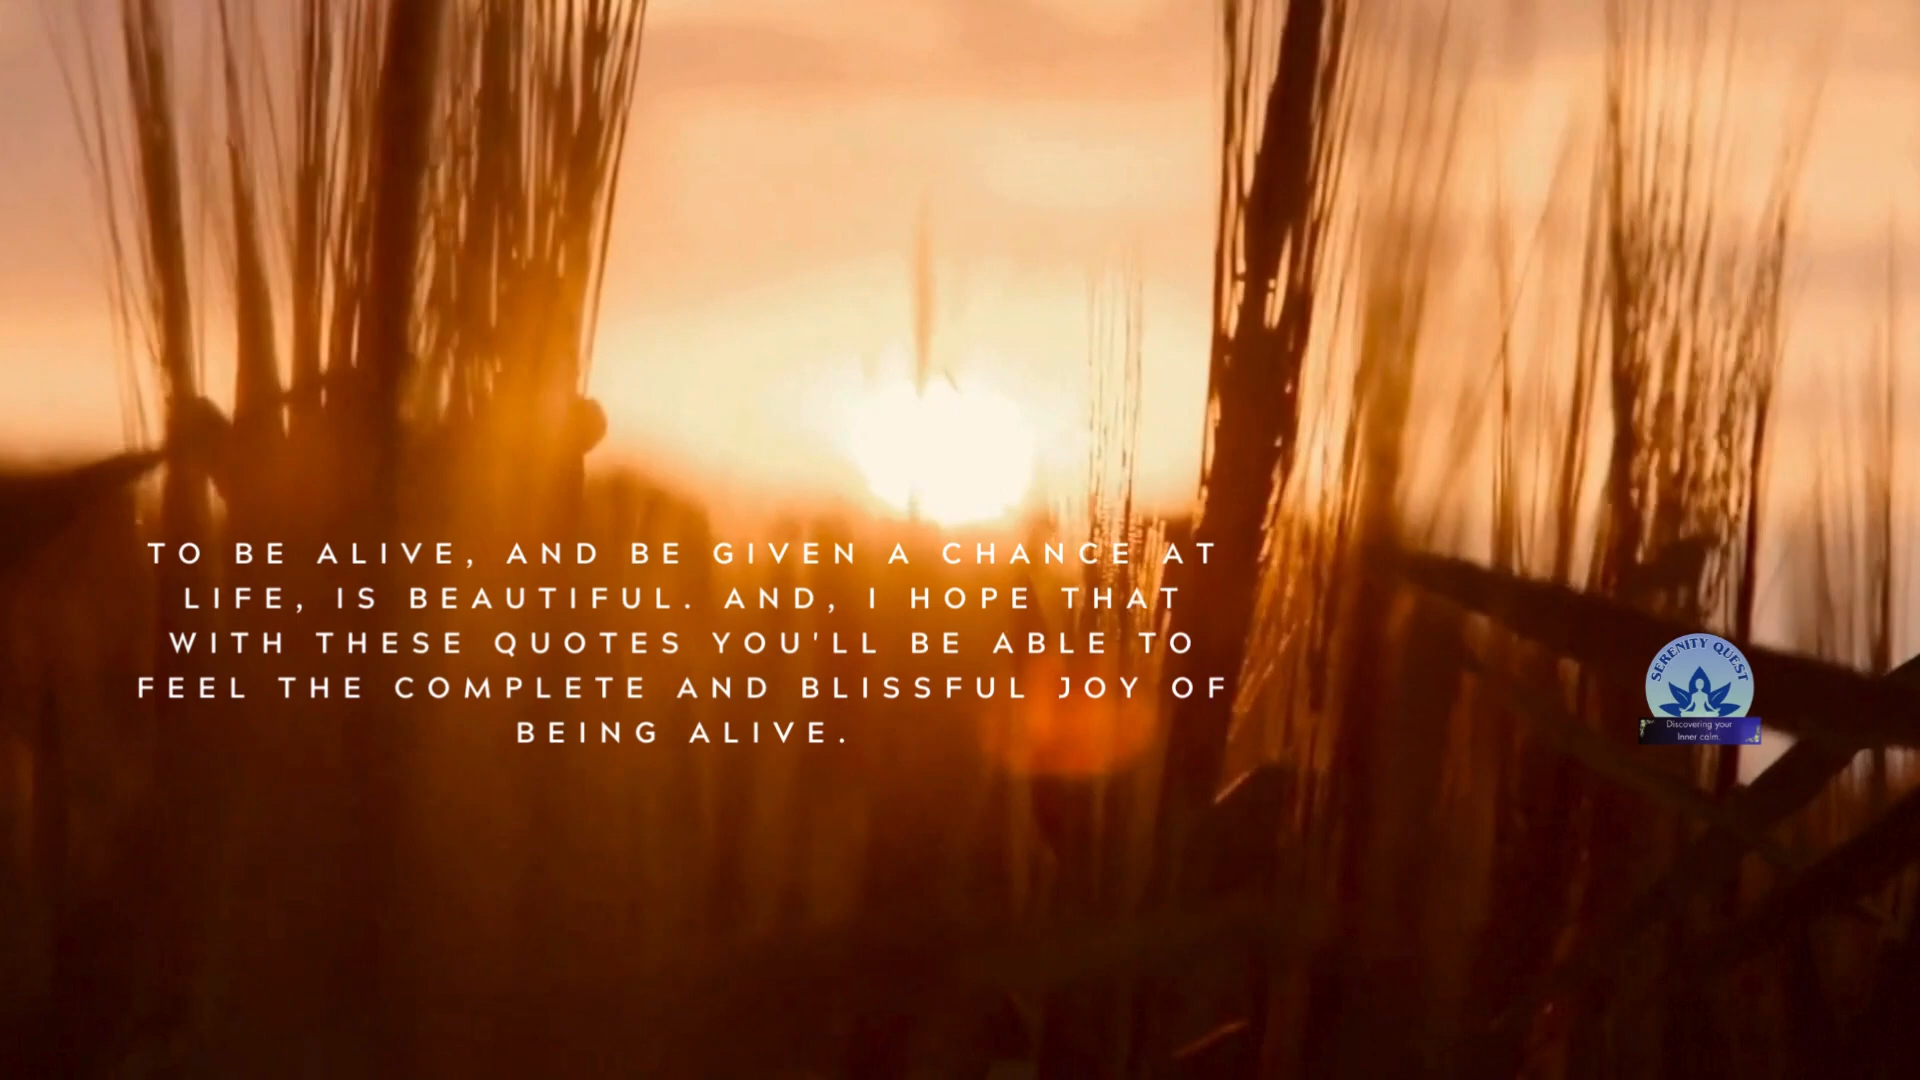 TO BE ALIVE, AND BE GIVEN A CHANCE AT
LIFE, IS BEAUTIFUL. AND, I HOPE THAT
WITH THESE QUOTES YOU'LL BE ABLE TO
FEEL THE COMPLETE AND BLISSFUL JOY OF
BEING ALIVE.
SERENITY QUEST
Discovering your
Inner calm.